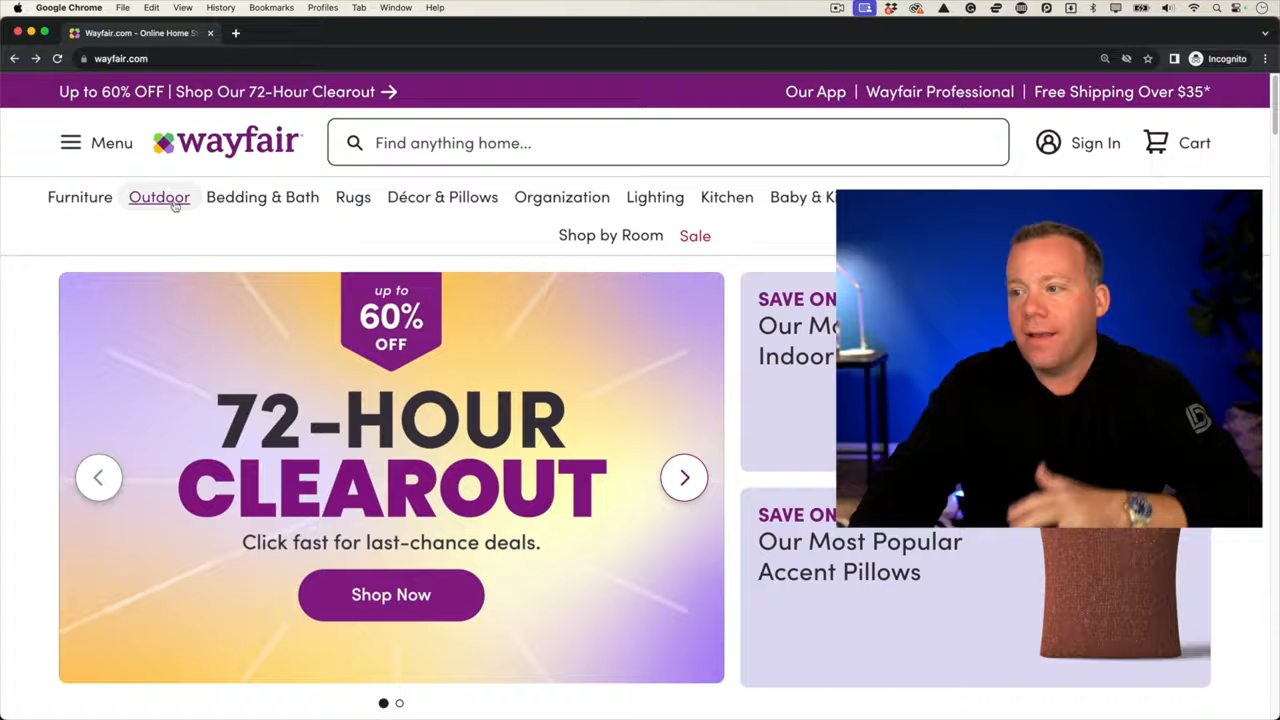 Google Chrome File Edit View History Bookmarks Profiles Tab Window Help
Wayfair.com - Online Home
wayfair.com
Incognito
Up to 60% OFF | Shop Our 72-Hour Clearout →
Our App | Wayfair Professional | Free Shipping Over $35*
Menu
wayfair
Find anything home...
Sign In
Cart
Furniture Outdoor Bedding & Bath Rugs Décor & Pillows Organization Lighting Kitchen Baby &
Shop by Room Sale
up to
60%
OFF
72-HOUR
CLEAROUT
Click fast for last-chance deals.
Shop Now
SAVE ON
Our
Indoor
SAVE ON
Our Most Popular
Accent Pillows